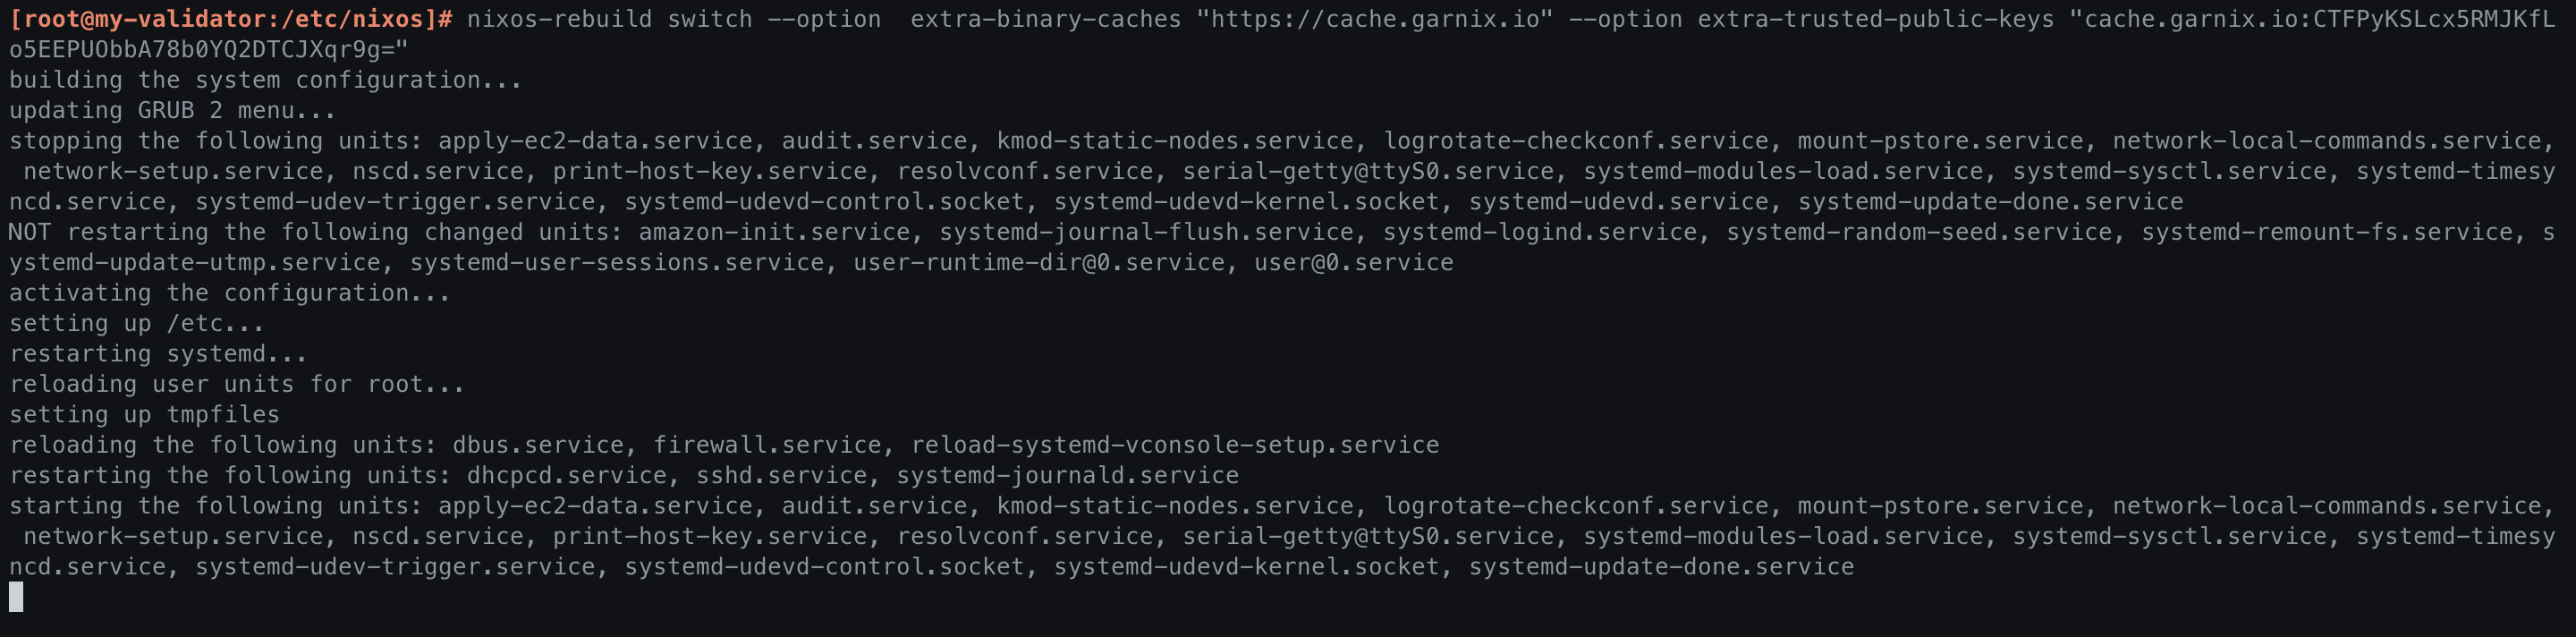 [root@my-validator:/etc/nixos]# nixos-rebuild switch --option  extra-binary-caches "https://cache.garnix.io" --option extra-trusted-public-keys "cache.garnix.io:CTFPyKSLcx5RMJKfL
o5EEPUObbA78b0YQ2DTCJXqr9g="
building the system configuration...
updating GRUB 2 menu...
stopping the following units: apply-ec2-data.service, audit.service, kmod-static-nodes.service, logrotate-checkconf.service, mount-pstore.service, network-local-commands.service,
 network-setup.service, nscd.service, print-host-key.service, resolvconf.service, serial-getty@ttyS0.service, systemd-modules-load.service, systemd-sysctl.service, systemd-timesy
ncd.service, systemd-udev-trigger.service, systemd-udevd-control.socket, systemd-udevd-kernel.socket, systemd-udevd.service, systemd-update-done.service
NOT restarting the following changed units: amazon-init.service, systemd-journal-flush.service, systemd-logind.service, systemd-random-seed.service, systemd-remount-fs.service, s
ystemd-update-utmp.service, systemd-user-sessions.service, user-runtime-dir@0.service, user@0.service
activating the configuration...
setting up /etc...
restarting systemd...
reloading user units for root...
setting up tmpfiles
reloading the following units: dbus.service, firewall.service, reload-systemd-vconsole-setup.service
restarting the following units: dhcpcd.service, sshd.service, systemd-journald.service
starting the following units: apply-ec2-data.service, audit.service, kmod-static-nodes.service, logrotate-checkconf.service, mount-pstore.service, network-local-commands.service,
 network-setup.service, nscd.service, print-host-key.service, resolvconf.service, serial-getty@ttyS0.service, systemd-modules-load.service, systemd-sysctl.service, systemd-timesy
ncd.service, systemd-udev-trigger.service, systemd-udevd-control.socket, systemd-udevd-kernel.socket, systemd-update-done.service